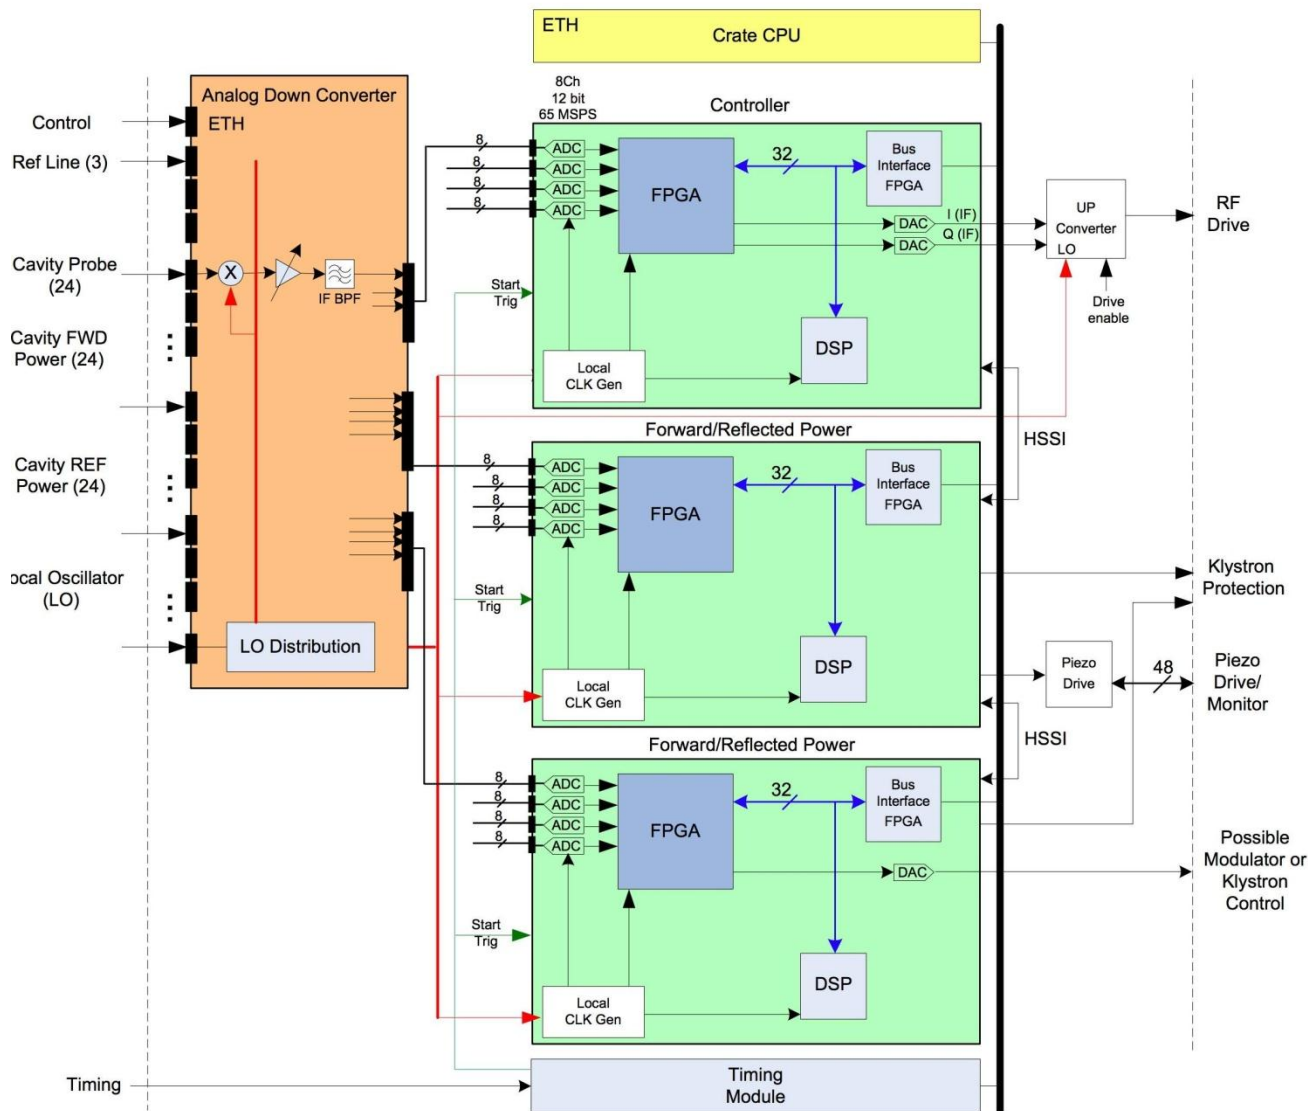 ETH
Crate CPU
Analog Down Converter
ETH
8Ch
12 bit
65 MSPS
Controller
Control
Ref Line (3)
Cavity Probe
(24)
Cavity FWD
Power (24)
Cavity REF
Power (24)
ocal Oscillator
(LO)
X
IF BPF
LO Distribution
8
8
8
8
ADC
ADC
ADC
ADC
FPGA
32
Bus
Interface
FPGA
DAC
I (IF)
DAC
Q (IF)
UP
Converter
LO
RF
Drive
Drive
enable
Start
Trig
Local
CLK Gen
DSP
HSSI
Forward/Reflected Power
8
8
8
8
ADC
ADC
ADC
ADC
FPGA
32
Bus
Interface
FPGA
Start
Trig
Local
CLK Gen
DSP
Klystron
Protection
Piezo
Drive
48
Piezo
Drive/
Monitor
HSSI
Forward/Reflected Power
8
8
8
8
ADC
ADC
ADC
ADC
FPGA
32
Bus
Interface
FPGA
DAC
Possible
Modulator or
Klystron
Control
Start
Trig
Local
CLK Gen
DSP
Timing
Timing
Module